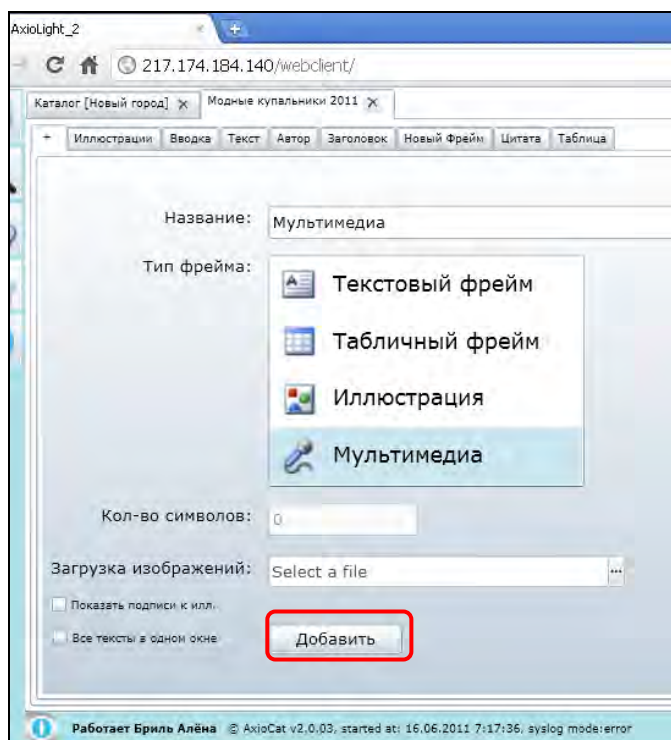 AxioLight_2
217.174.184.140/webclient/
Каталог [Новый город] x Модные купальники 2011 x
+ Иллюстрации Вводка Текст Автор Заголовок Новый Фрейм Цитата Таблица
Название: Мультимедиа
Тип фрейма:
Текстовый фрейм
Табличный фрейм
Иллюстрация
Мультимедиа
Кол-во символов: 0
Загрузка изображений: Select a file ...
Показать подписи к илл.
Все тексты в одном окне Добавить
Работает Бриль Алёна © AxioCat v2.0.03, started at: 16.06.2011 7:17:36, syslog mode:error